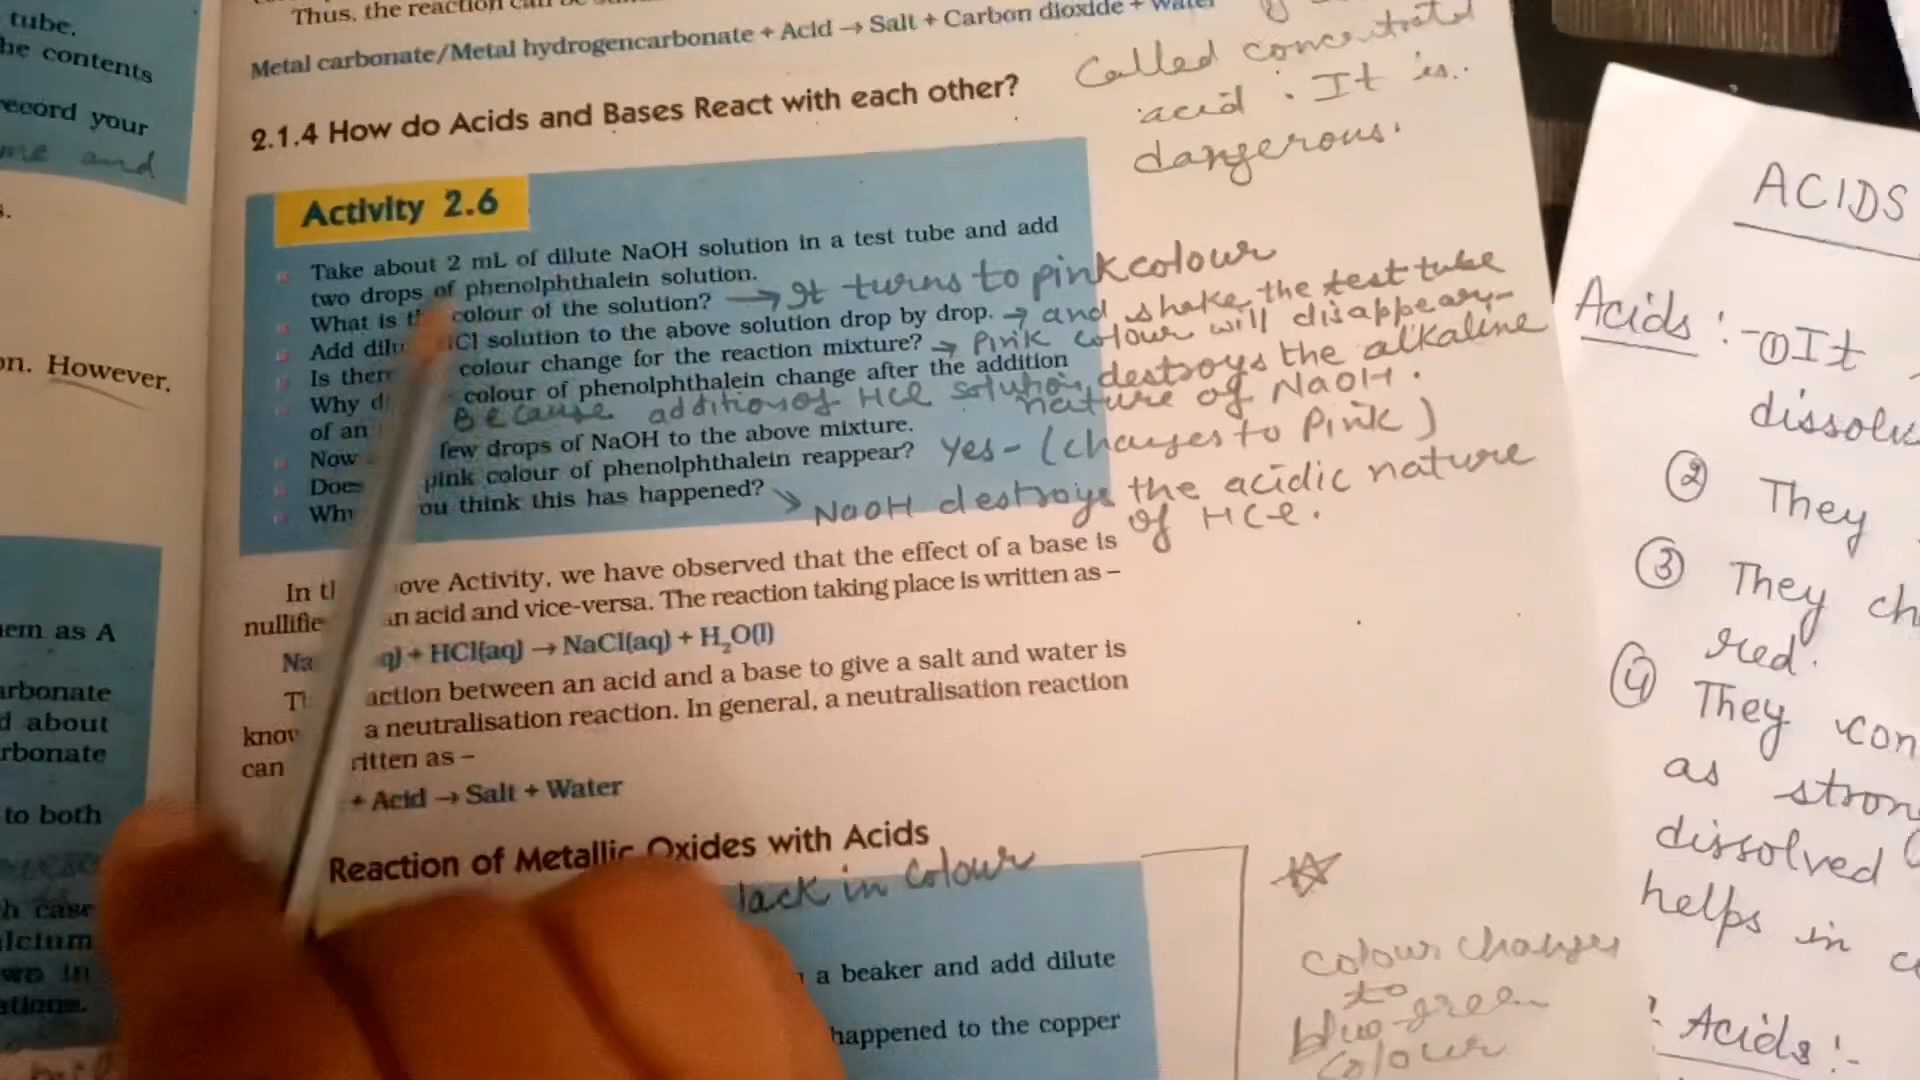 tube.
he contents
record your
me and
on. However,
em as A
arbonate
d about
rbonate
to both
h case
lcium
Thus, the reaction can be
Metal carbonate/Metal hydrogencarbonate + Acid → Salt + Carbon dioxide + Water
2.1.4 How do Acids and Bases React with each other?
Activity 2.6
Take about 2 mL of dilute NaOH solution in a test tube and add
two drops of phenolphthalein solution.
What is th colour of the solution? → It turns to pink colour
Add dilu Cl solution to the above solution drop by drop. → and shake the test tube
Is ther colour change for the reaction mixture? → Pink colour will disappear-
Why d colour of phenolphthalein change after the addition
of an Because addition of HCl solution destroys the alkaline
nature of NaOH.
Now few drops of NaOH to the above mixture.
Does pink colour of phenolphthalein reappear? Yes - (changes to Pink)
Why ou think this has happened? → NaOH destroys the acidic nature
of HCl.
In tl ove Activity, we have observed that the effect of a base is
nullifie an acid and vice-versa. The reaction taking place is written as –
Na q) + HCl(aq) → NaCl(aq) + H₂O(l)
T action between an acid and a base to give a salt and water is
know a neutralisation reaction. In general, a neutralisation reaction
can ritten as –
+ Acid → Salt + Water
Reaction of Metallic Oxides with Acids
lack in colour
a beaker and add dilute
happened to the copper
Called concentrated
acid. It is..
dangerous.
colour changes
to
blue-green
colour
ACIDS
Acids :- ① It
dissolv
② They
③ They ch
red.
④ They con
as strong
dissolved
helps in c
Acids :-